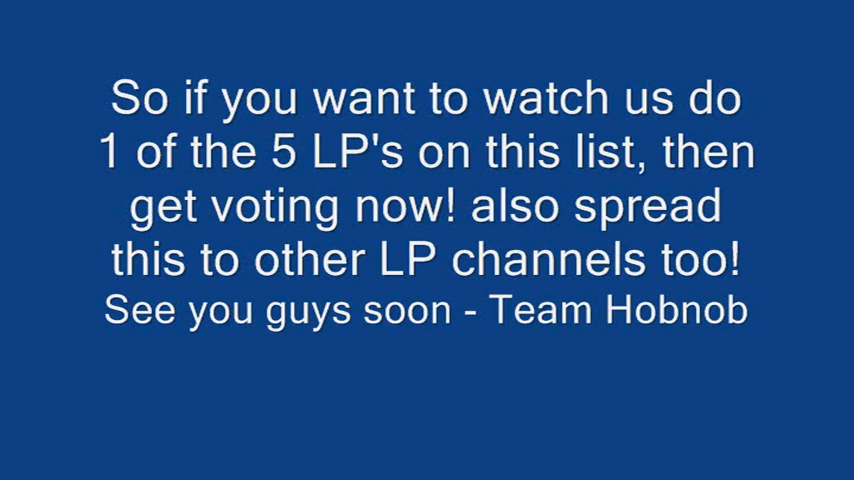 So if you want to watch us do
1 of the 5 LP's on this list, then
get voting now! also spread
this to other LP channels too!
See you guys soon - Team Hobnob